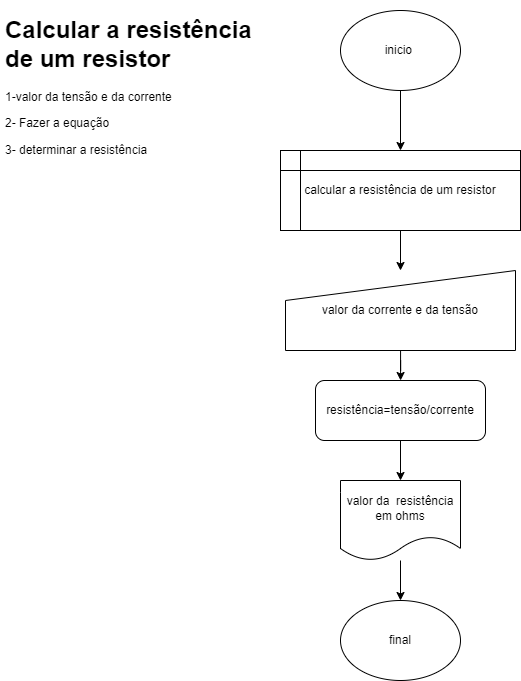 Calcular a resistência
de um resistor
1-valor da tensão e da corrente
2- Fazer a equação
3- determinar a resistência
inicio
calcular a resistência de um resistor
valor da corrente e da tensão
resistência=tensão/corrente
valor da resistência
em ohms
final